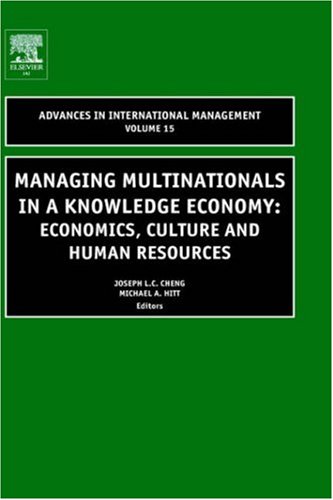 ELSEVIER
JAI
ADVANCES IN INTERNATIONAL MANAGEMENT
VOLUME 15
MANAGING MULTINATIONALS
IN A KNOWLEDGE ECONOMY:
ECONOMICS, CULTURE AND
HUMAN RESOURCES
JOSEPH L.C. CHENG
MICHAEL A. HITT
Editors